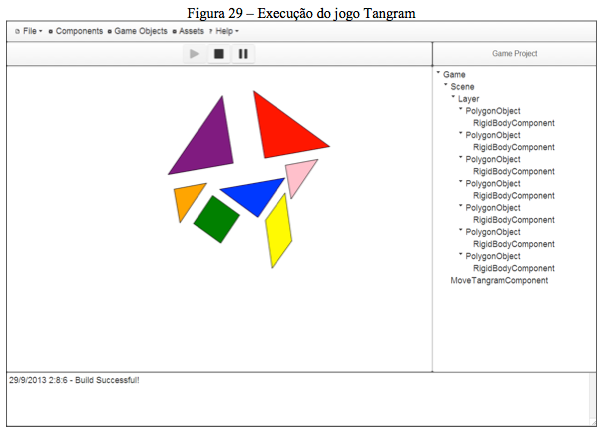 Figura 29 – Execução do jogo Tangram
File Components Game Objects Assets ? Help
Game Project
Game
Scene
Layer
PolygonObject
RigidBodyComponent
PolygonObject
RigidBodyComponent
PolygonObject
RigidBodyComponent
PolygonObject
RigidBodyComponent
PolygonObject
RigidBodyComponent
PolygonObject
RigidBodyComponent
PolygonObject
RigidBodyComponent
MoveTangramComponent
29/9/2013 2:8:6 - Build Successful!